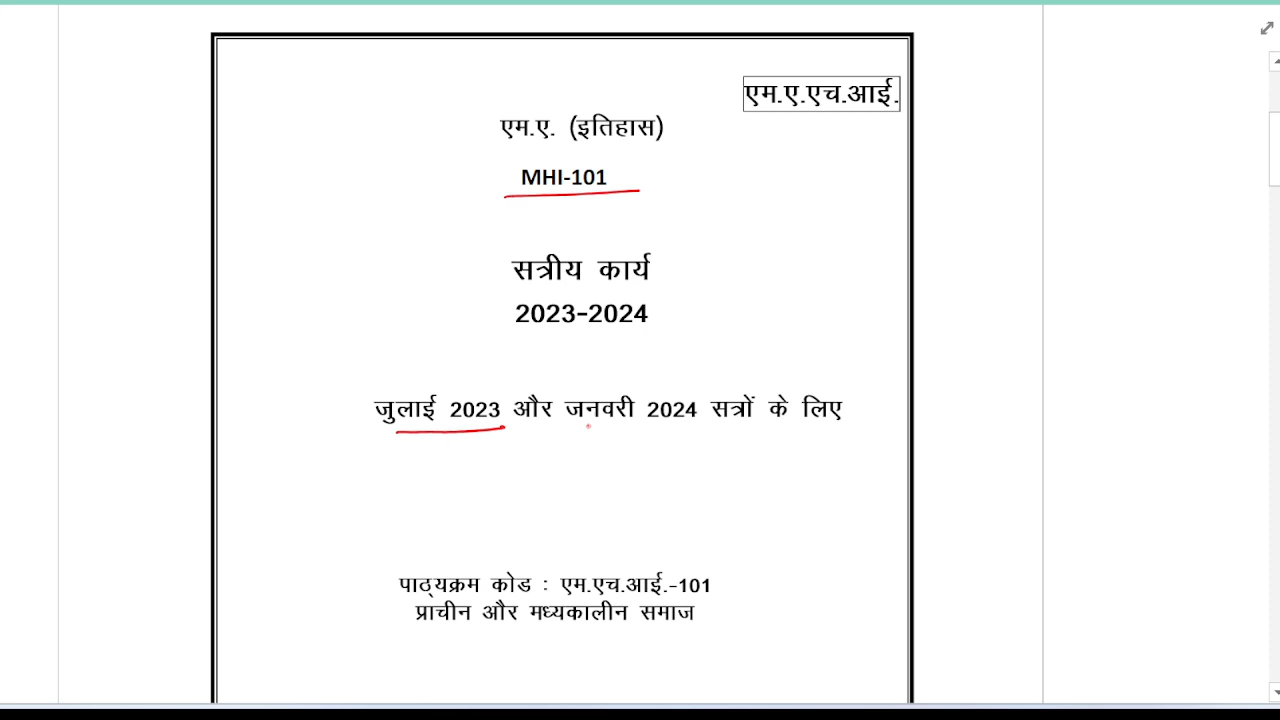 एम.ए.एच.आई.
एम.ए. (इतिहास)
MHI-101
सत्रीय कार्य
2023-2024
जुलाई 2023 और जनवरी 2024 सत्रों के लिए
पाठ्यक्रम कोड : एम.एच.आई.-101
प्राचीन और मध्यकालीन समाज